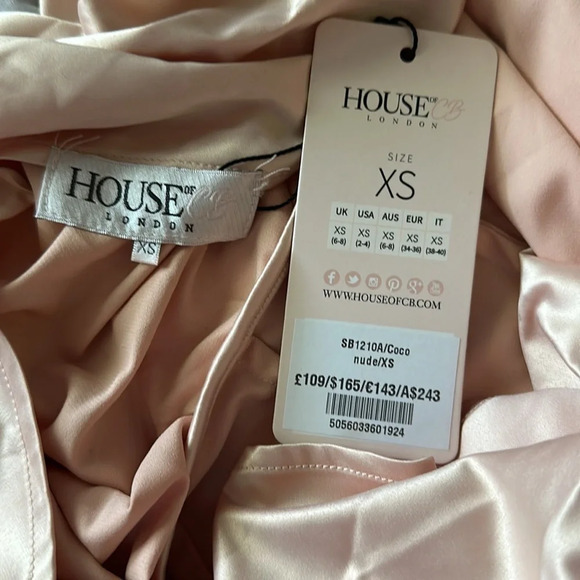 HOUSE OF CB
LONDON
XS
HOUSE OF CB
LONDON
SIZE
XS
UK USA AUS EUR IT
XS XS XS XS XS
(6-8) (2-4) (6-8) (34-36) (38-40)
WWW.HOUSEOFCB.COM
SB1210A/Coco
nude/XS
£109/$165/€143/A$243
5056033601924